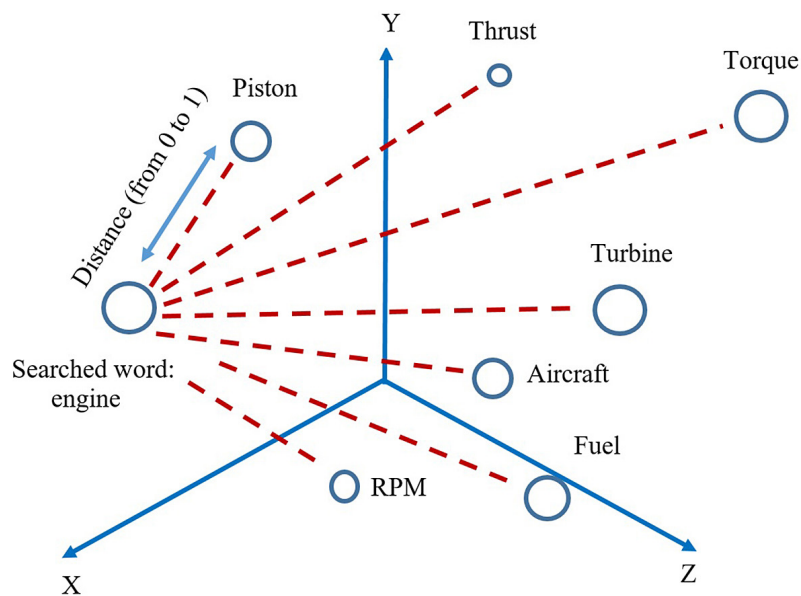 Y
Thrust
Torque
Piston
Distance (from 0 to 1)
Turbine
Searched word:
engine
Aircraft
Fuel
RPM
X
Z